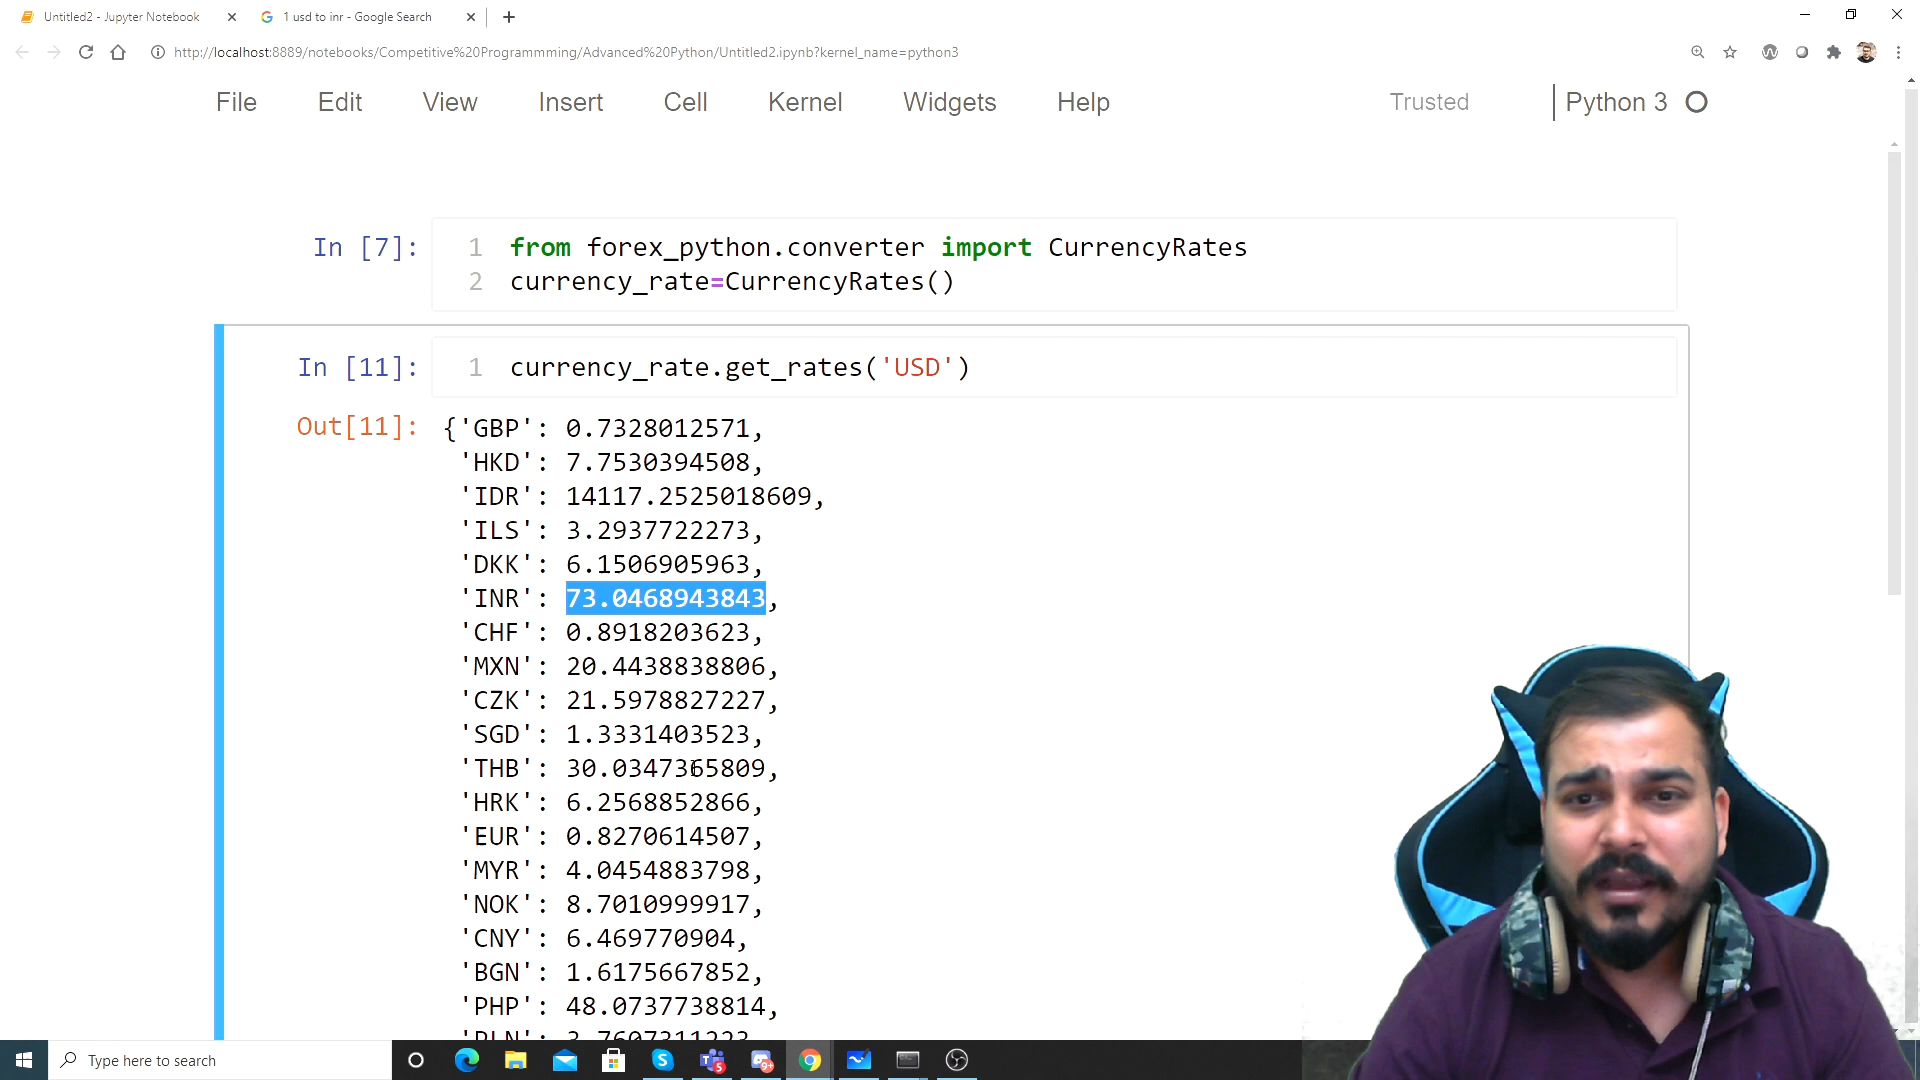 Untitled2 - Jupyter Notebook
1 usd to inr - Google Search
http://localhost:8889/notebooks/Competitive%20Programmming/Advanced%20Python/Untitled2.ipynb?kernel_name=python3
File Edit View Insert Cell Kernel Widgets Help Trusted Python 3
In [7]: 1 from forex_python.converter import CurrencyRates
2 currency_rate=CurrencyRates()
In [11]: 1 currency_rate.get_rates('USD')
Out[11]: {'GBP': 0.7328012571,
'HKD': 7.7530394508,
'IDR': 14117.2525018609,
'ILS': 3.2937722273,
'DKK': 6.1506905963,
'INR': 73.0468943843,
'CHF': 0.8918203623,
'MXN': 20.4438838806,
'CZK': 21.5978827227,
'SGD': 1.3331403523,
'THB': 30.0347365809,
'HRK': 6.2568852866,
'EUR': 0.8270614507,
'MYR': 4.0454883798,
'NOK': 8.7010999917,
'CNY': 6.469770904,
'BGN': 1.6175667852,
'PHP': 48.0737738814,
'PLN': 3.7607311223
Type here to search
5
9+